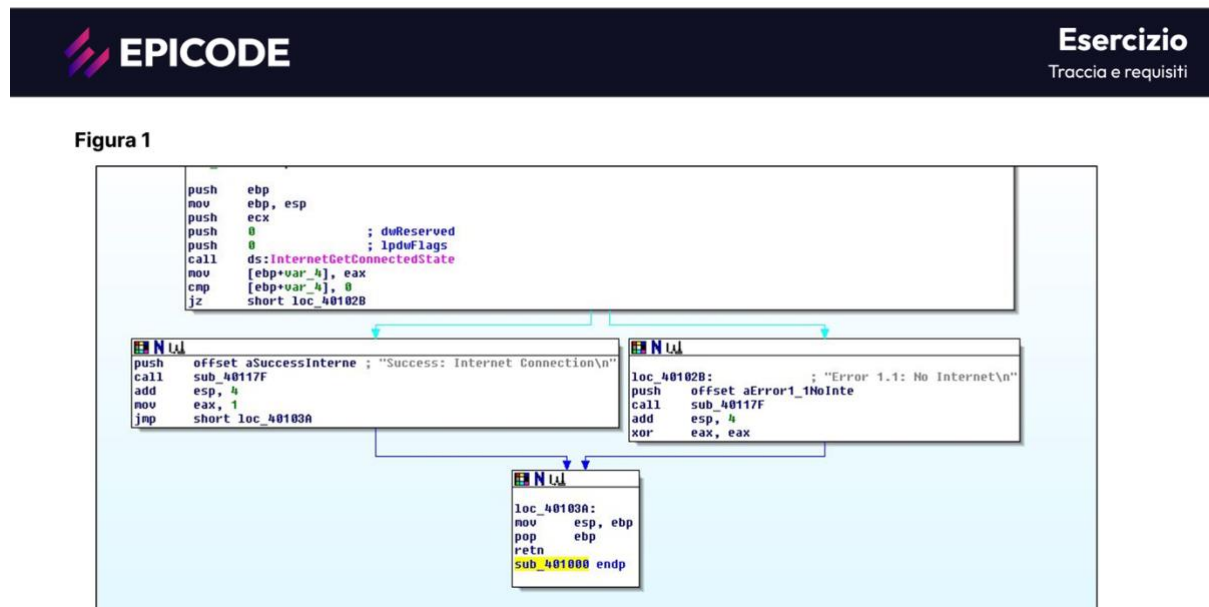 EPICODE
Esercizio
Traccia e requisiti
Figura 1
push ebp
mov ebp, esp
push ecx
push 0 ; dwReserved
push 0 ; lpdwFlags
call ds:InternetGetConnectedState
mov [ebp+var_4], eax
cmp [ebp+var_4], 0
jz short loc_40102B
push offset aSuccessInterne ; "Success: Internet Connection\n"
call sub_40117F
add esp, 4
mov eax, 1
jmp short loc_40103A
loc_40102B: ; "Error 1.1: No Internet\n"
push offset aError1_1NoInte
call sub_40117F
add esp, 4
xor eax, eax
loc_40103A:
mov esp, ebp
pop ebp
retn
sub_401000 endp